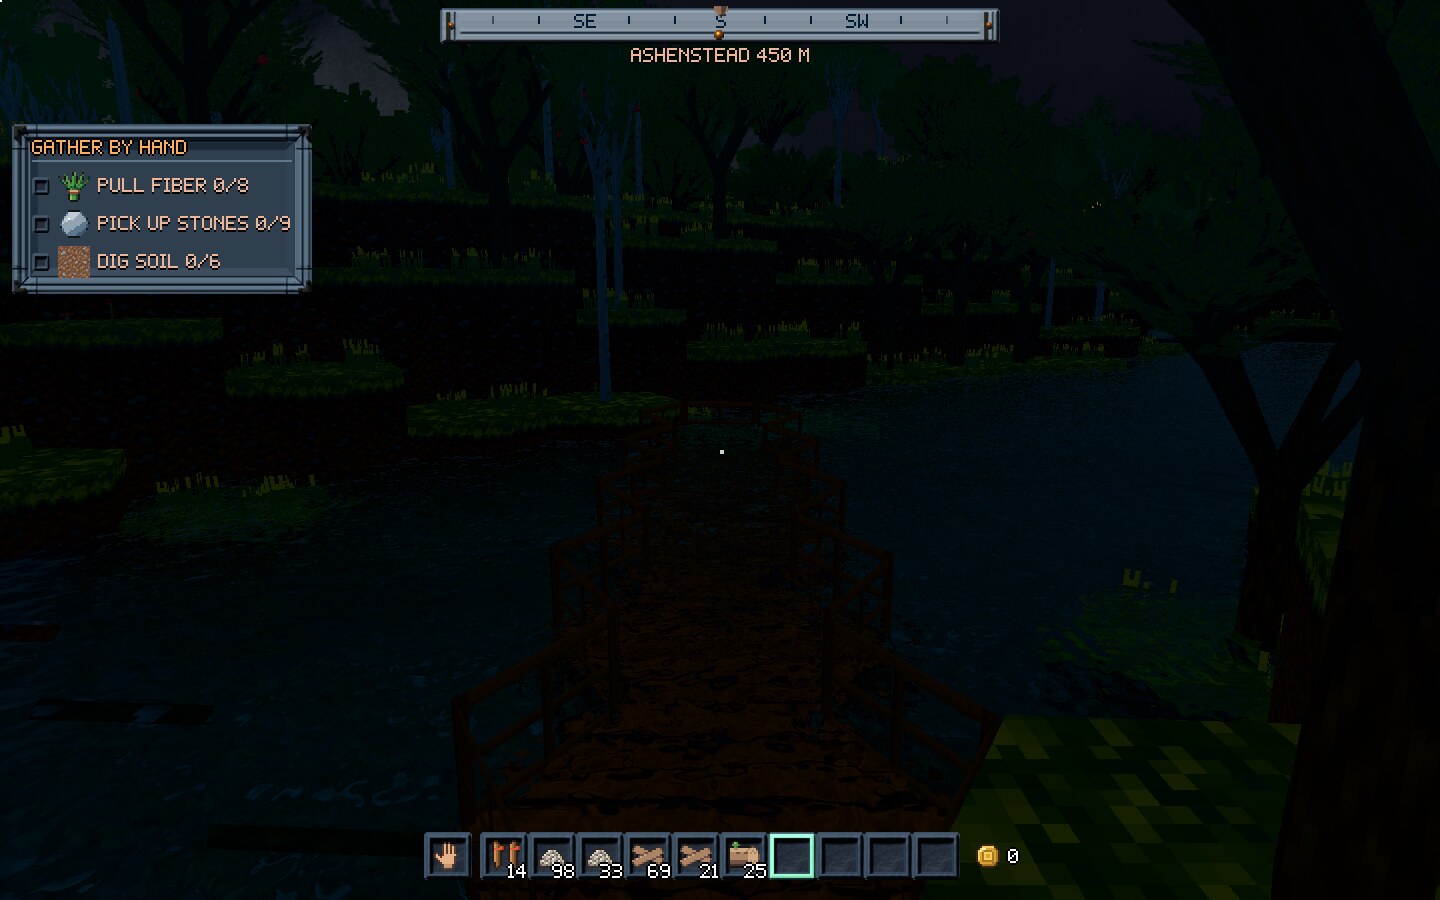 SE S SW
ASHENSTEAD 450 M
GATHER BY HAND
PULL FIBER 0/8
PICK UP STONES 0/9
DIG SOIL 0/6
14 98 33 69 21 25 0